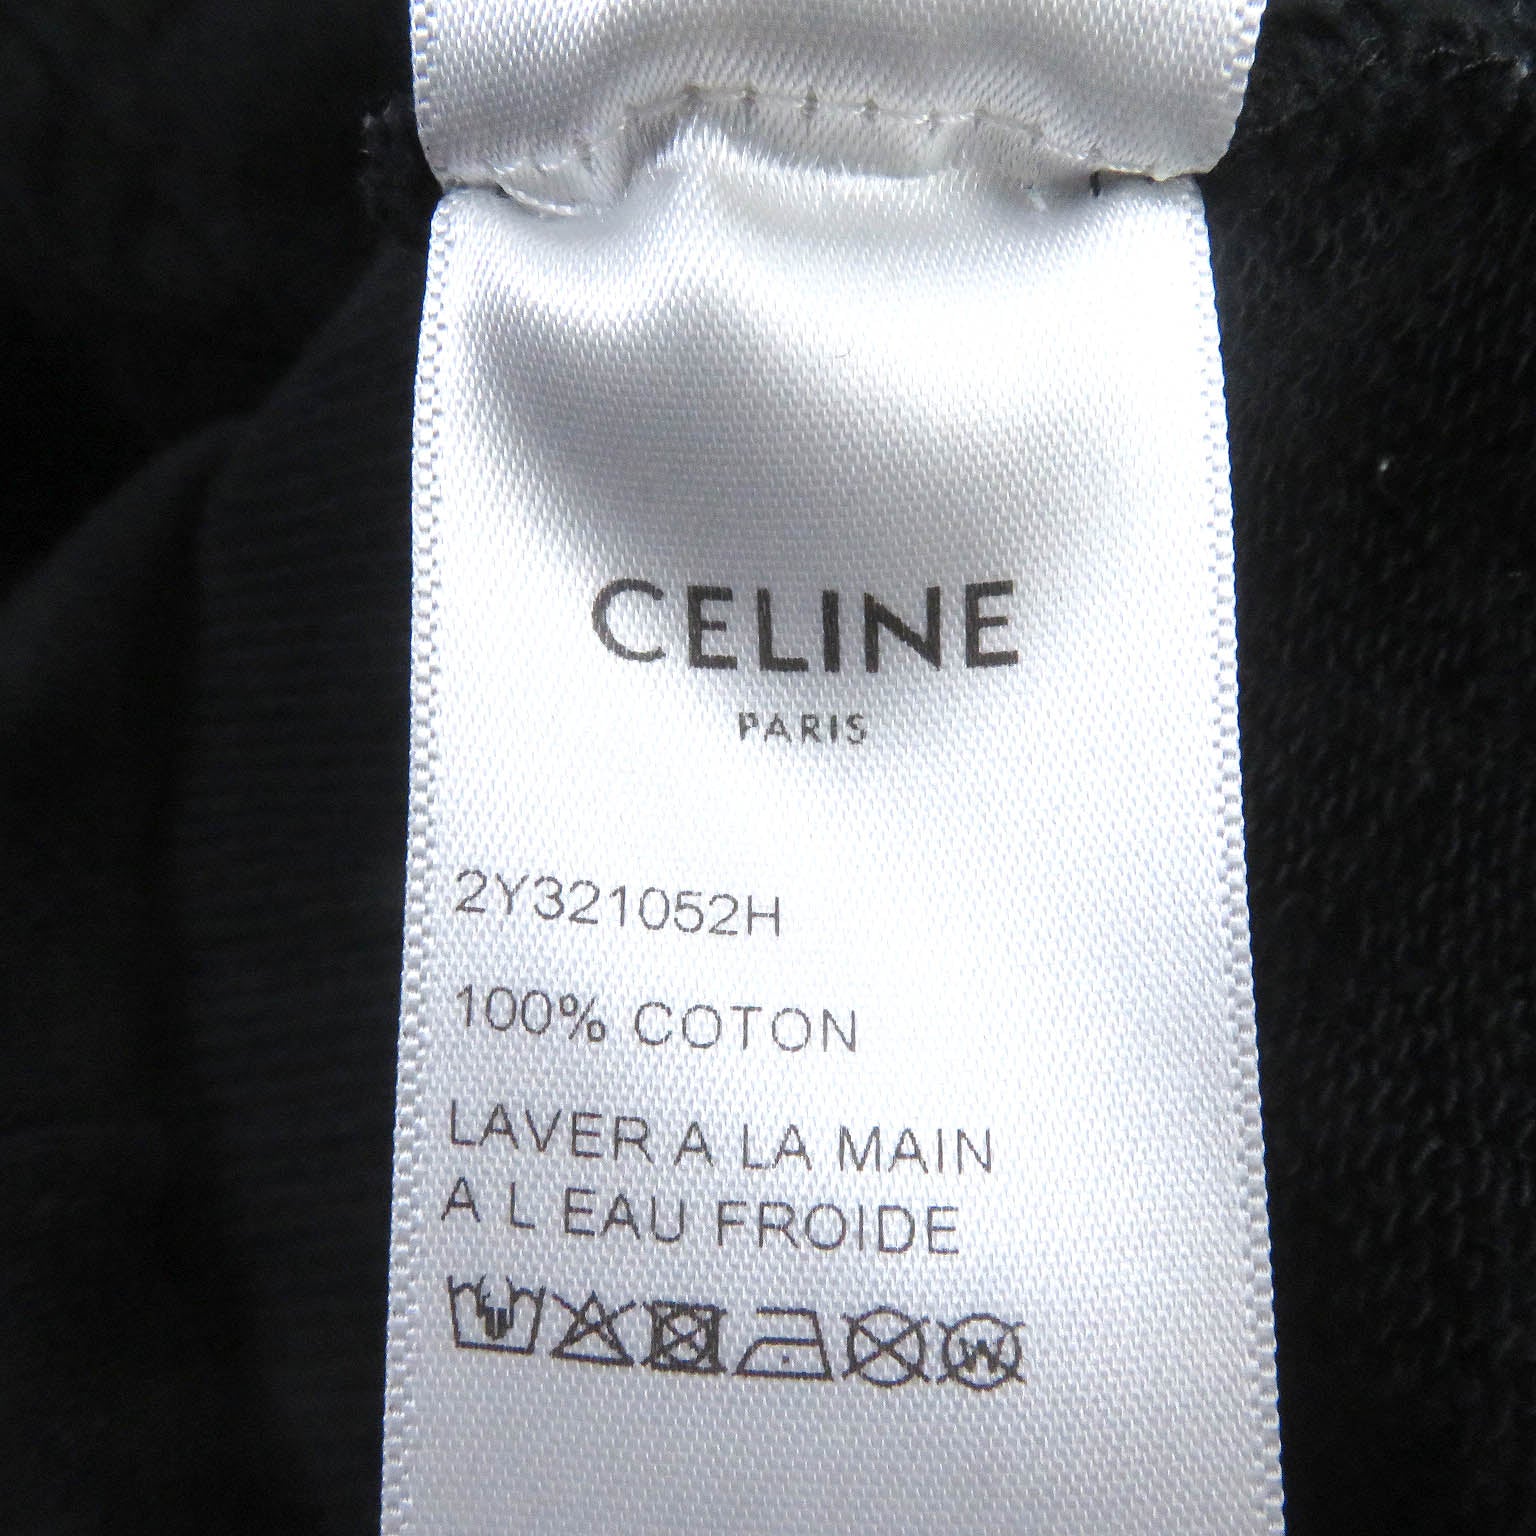 CELINE
PARIS
2Y321052H
100% COTON
LAVER A LA MAIN
A L EAU FROIDE
W